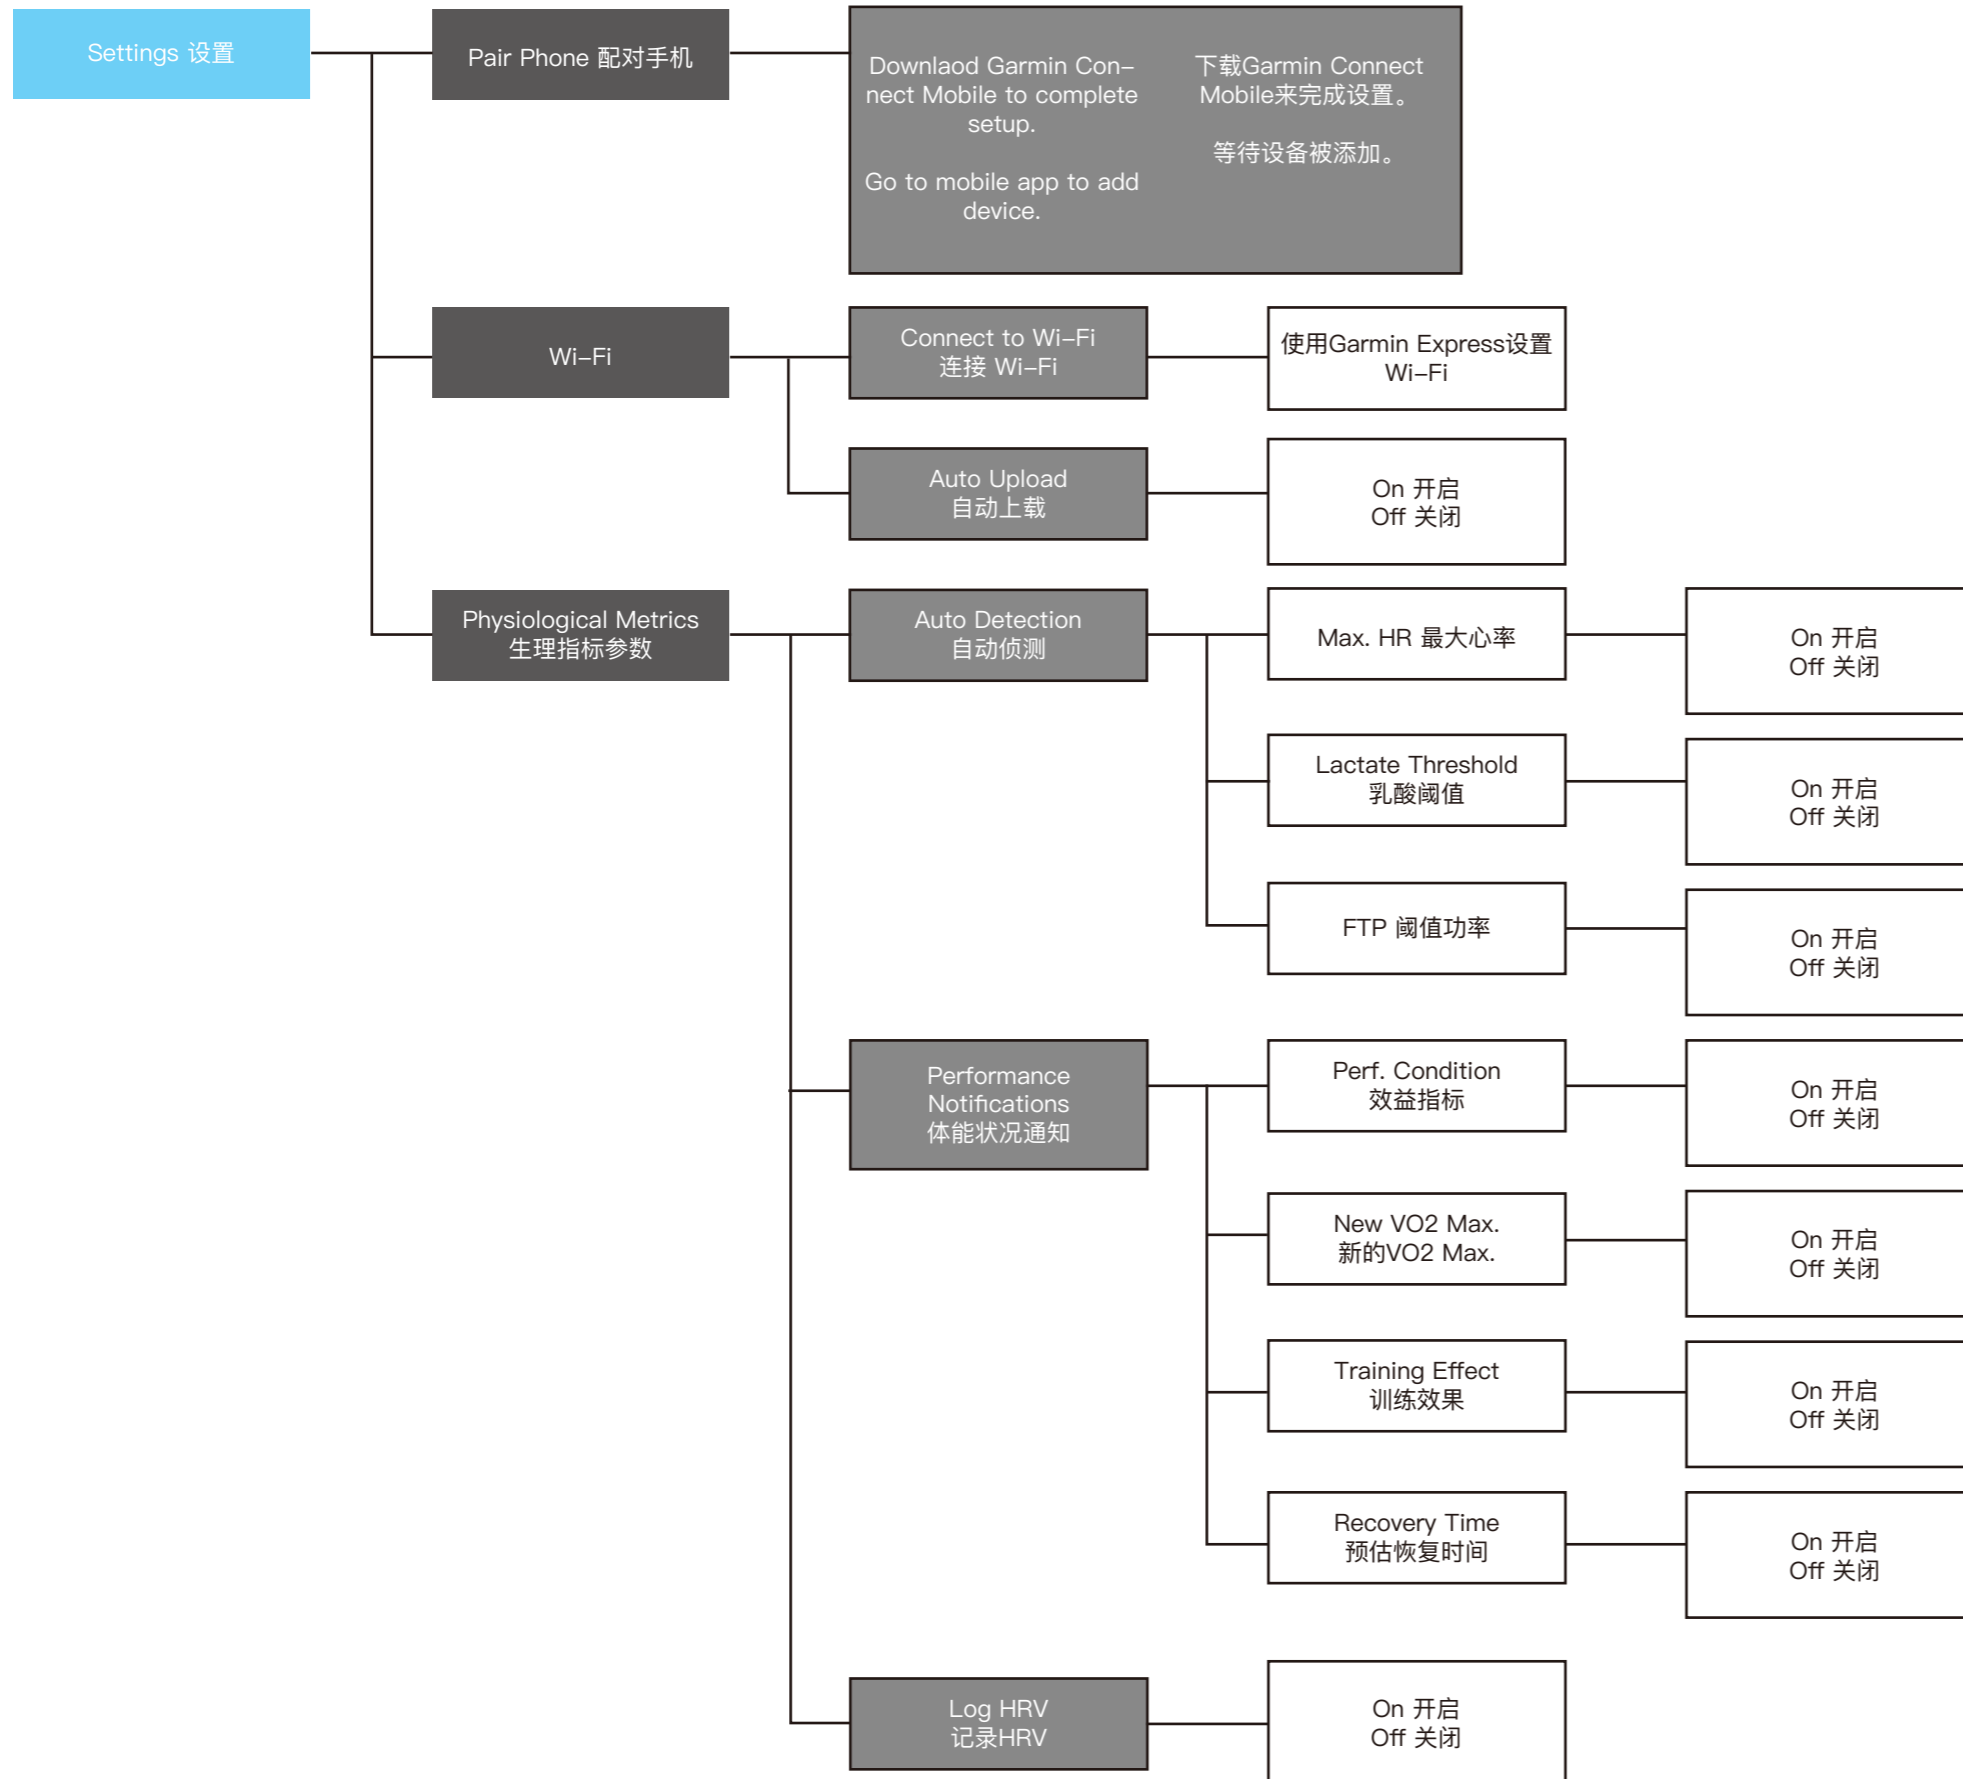 Settings 设置
Pair Phone 配对手机
Downlaod Garmin Con-
nect Mobile to complete
setup.
Go to mobile app to add
device.
下载Garmin Connect
Mobile来完成设置。
等待设备被添加。
Wi-Fi
Connect to Wi-Fi
连接 Wi-Fi
使用Garmin Express设置
Wi-Fi
Auto Upload
自动上载
On 开启
Off 关闭
Physiological Metrics
生理指标参数
Auto Detection
自动侦测
Max. HR 最大心率
On 开启
Off 关闭
Lactate Threshold
乳酸阈值
On 开启
Off 关闭
FTP 阈值功率
On 开启
Off 关闭
Performance
Notifications
体能状况通知
Perf. Condition
效益指标
On 开启
Off 关闭
New VO2 Max.
新的VO2 Max.
On 开启
Off 关闭
Training Effect
训练效果
On 开启
Off 关闭
Recovery Time
预估恢复时间
On 开启
Off 关闭
Log HRV
记录HRV
On 开启
Off 关闭